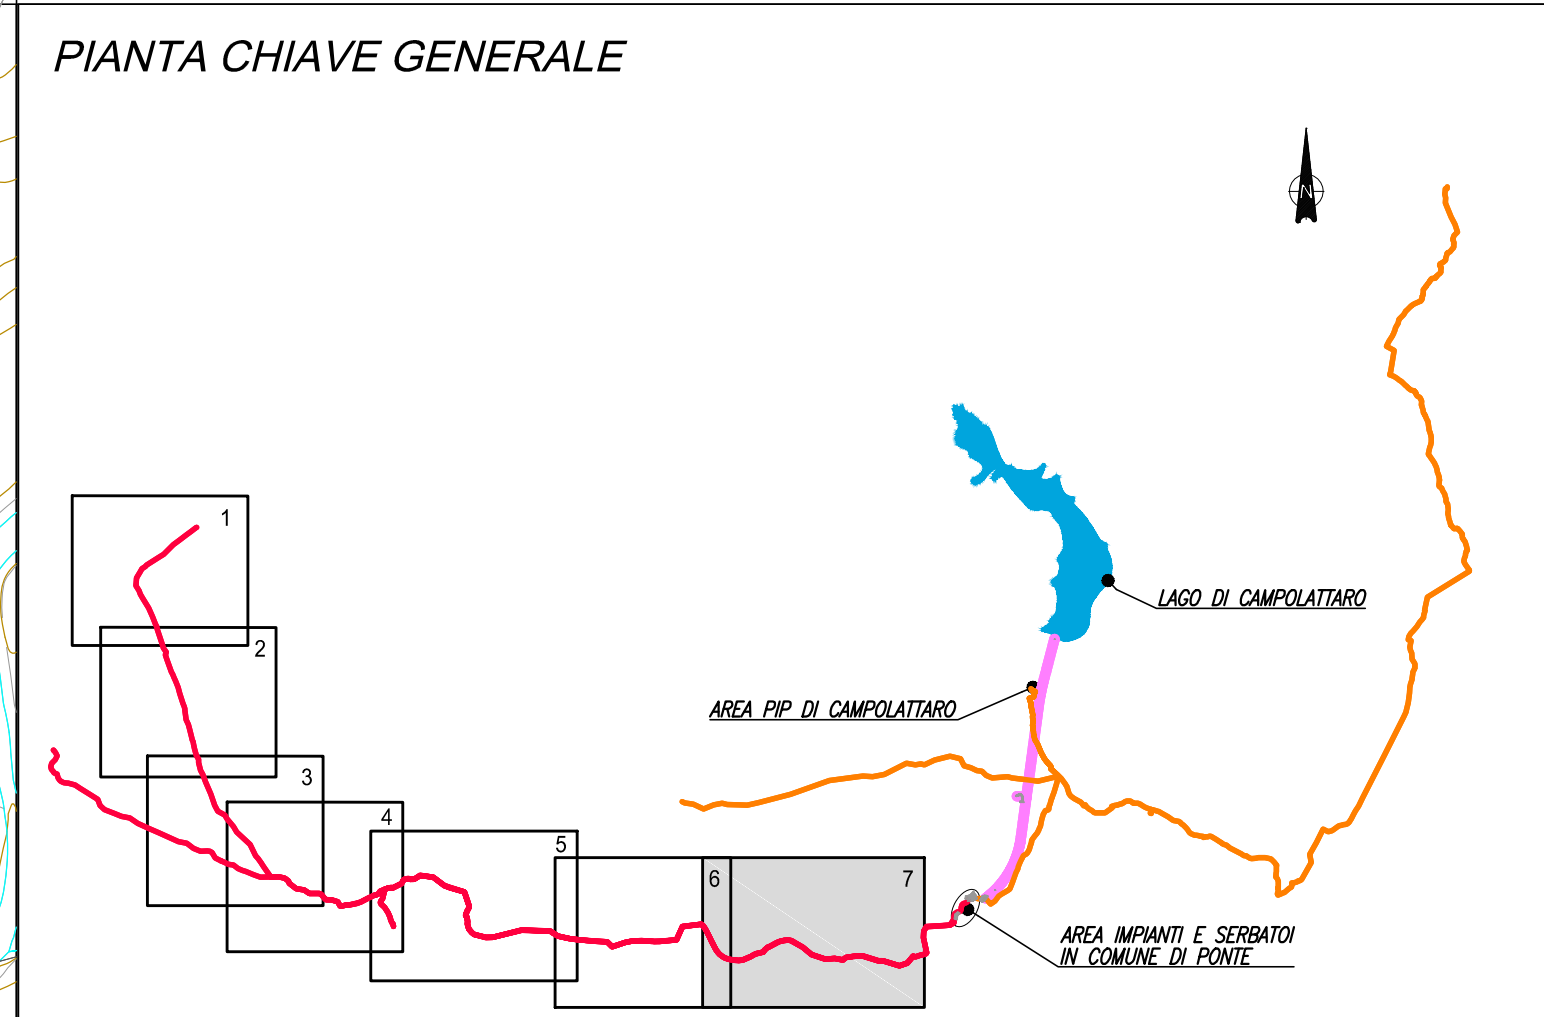 PIANTA CHIAVE GENERALE
N
1
2
3
4
5
6
7
LAGO DI CAMPOLATTARO
AREA PIP DI CAMPOLATTARO
AREA IMPIANTI E SERBATOI
IN COMUNE DI PONTE